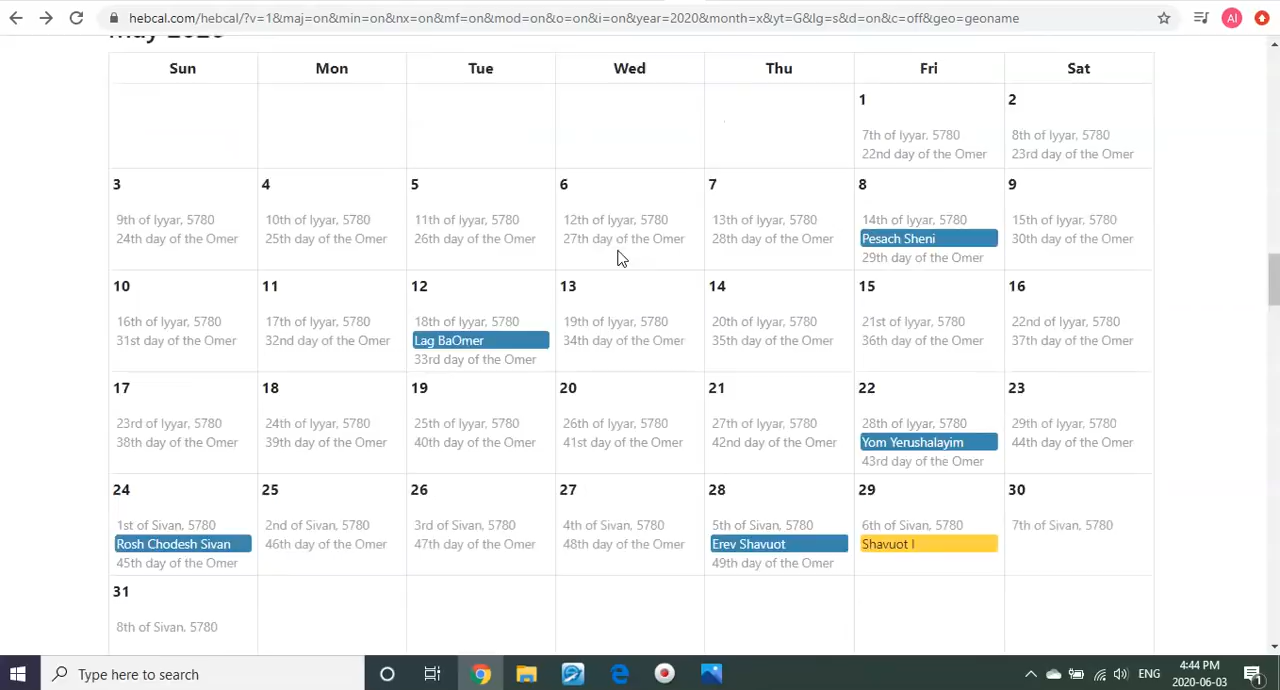 hebcal.com/hebcal/?v=1&maj=on&min=on&nx=on&mf=on&mod=on&o=on&i=on&year=2020&month=x&yt=G&lg=s&d=on&c=off&geo=geoname
AI
May 2020
Sun Mon Tue Wed Thu Fri Sat
1 2
7th of Iyyar, 5780 8th of Iyyar, 5780
22nd day of the Omer 23rd day of the Omer
3 4 5 6 7 8 9
9th of Iyyar, 5780 10th of Iyyar, 5780 11th of Iyyar, 5780 12th of Iyyar, 5780 13th of Iyyar, 5780 14th of Iyyar, 5780 15th of Iyyar, 5780
24th day of the Omer 25th day of the Omer 26th day of the Omer 27th day of the Omer 28th day of the Omer Pesach Sheni 30th day of the Omer
29th day of the Omer
10 11 12 13 14 15 16
16th of Iyyar, 5780 17th of Iyyar, 5780 18th of Iyyar, 5780 19th of Iyyar, 5780 20th of Iyyar, 5780 21st of Iyyar, 5780 22nd of Iyyar, 5780
31st day of the Omer 32nd day of the Omer Lag BaOmer 34th day of the Omer 35th day of the Omer 36th day of the Omer 37th day of the Omer
33rd day of the Omer
17 18 19 20 21 22 23
23rd of Iyyar, 5780 24th of Iyyar, 5780 25th of Iyyar, 5780 26th of Iyyar, 5780 27th of Iyyar, 5780 28th of Iyyar, 5780 29th of Iyyar, 5780
38th day of the Omer 39th day of the Omer 40th day of the Omer 41st day of the Omer 42nd day of the Omer Yom Yerushalayim 44th day of the Omer
43rd day of the Omer
24 25 26 27 28 29 30
1st of Sivan, 5780 2nd of Sivan, 5780 3rd of Sivan, 5780 4th of Sivan, 5780 5th of Sivan, 5780 6th of Sivan, 5780 7th of Sivan, 5780
Rosh Chodesh Sivan 46th day of the Omer 47th day of the Omer 48th day of the Omer Erev Shavuot Shavuot I
45th day of the Omer 49th day of the Omer
31
8th of Sivan, 5780
Type here to search
ENG
4:44 PM
2020-06-03
1